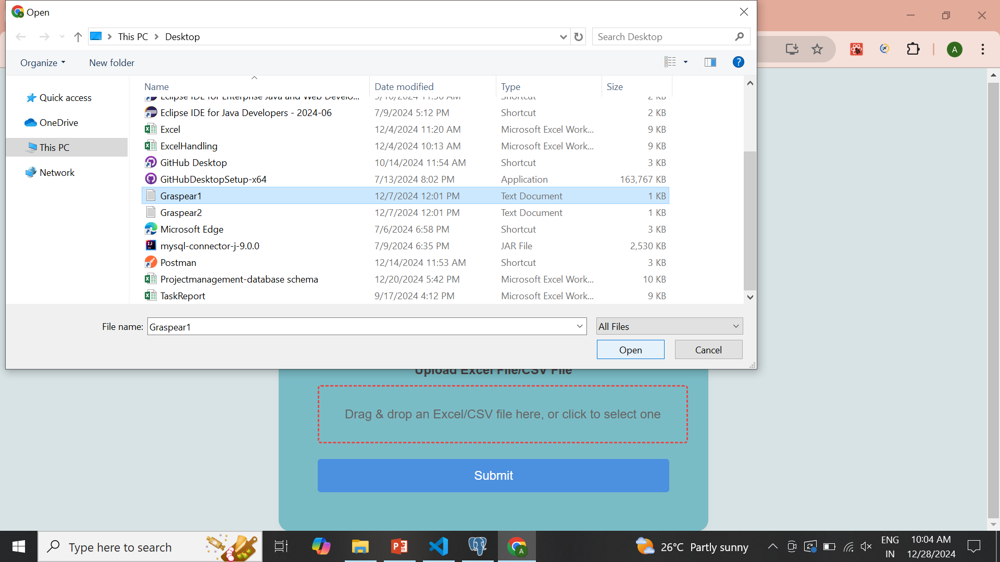 Open
This PC > Desktop
Search Desktop
A
Organize
New folder
?
Name Date modified Type Size
Quick access
OneDrive
This PC
Network
Eclipse IDE for Enterprise Java and Web Develo... 9/10/2024 11:50 AM Shortcut 2 KB
Eclipse IDE for Java Developers - 2024-06 7/9/2024 5:12 PM Shortcut 2 KB
Excel 12/4/2024 11:20 AM Microsoft Excel Work... 9 KB
ExcelHandling 12/4/2024 10:13 AM Microsoft Excel Work... 9 KB
GitHub Desktop 10/14/2024 11:54 AM Shortcut 3 KB
GitHubDesktopSetup-x64 7/13/2024 8:02 PM Application 163,767 KB
Graspear1 12/7/2024 12:01 PM Text Document 1 KB
Graspear2 12/7/2024 12:01 PM Text Document 1 KB
Microsoft Edge 7/6/2024 6:58 PM Shortcut 3 KB
mysql-connector-j-9.0.0 7/9/2024 6:35 PM JAR File 2,530 KB
Postman 12/14/2024 11:53 AM Shortcut 3 KB
Projectmanagement-database schema 12/20/2024 5:42 PM Microsoft Excel Work... 10 KB
TaskReport 9/17/2024 4:12 PM Microsoft Excel Work... 9 KB
File name: Graspear1
All Files
Open
Cancel
Upload Excel File/CSV File
Drag & drop an Excel/CSV file here, or click to select one
Submit
Type here to search
26°C Partly sunny
ENG
IN
10:04 AM
12/28/2024